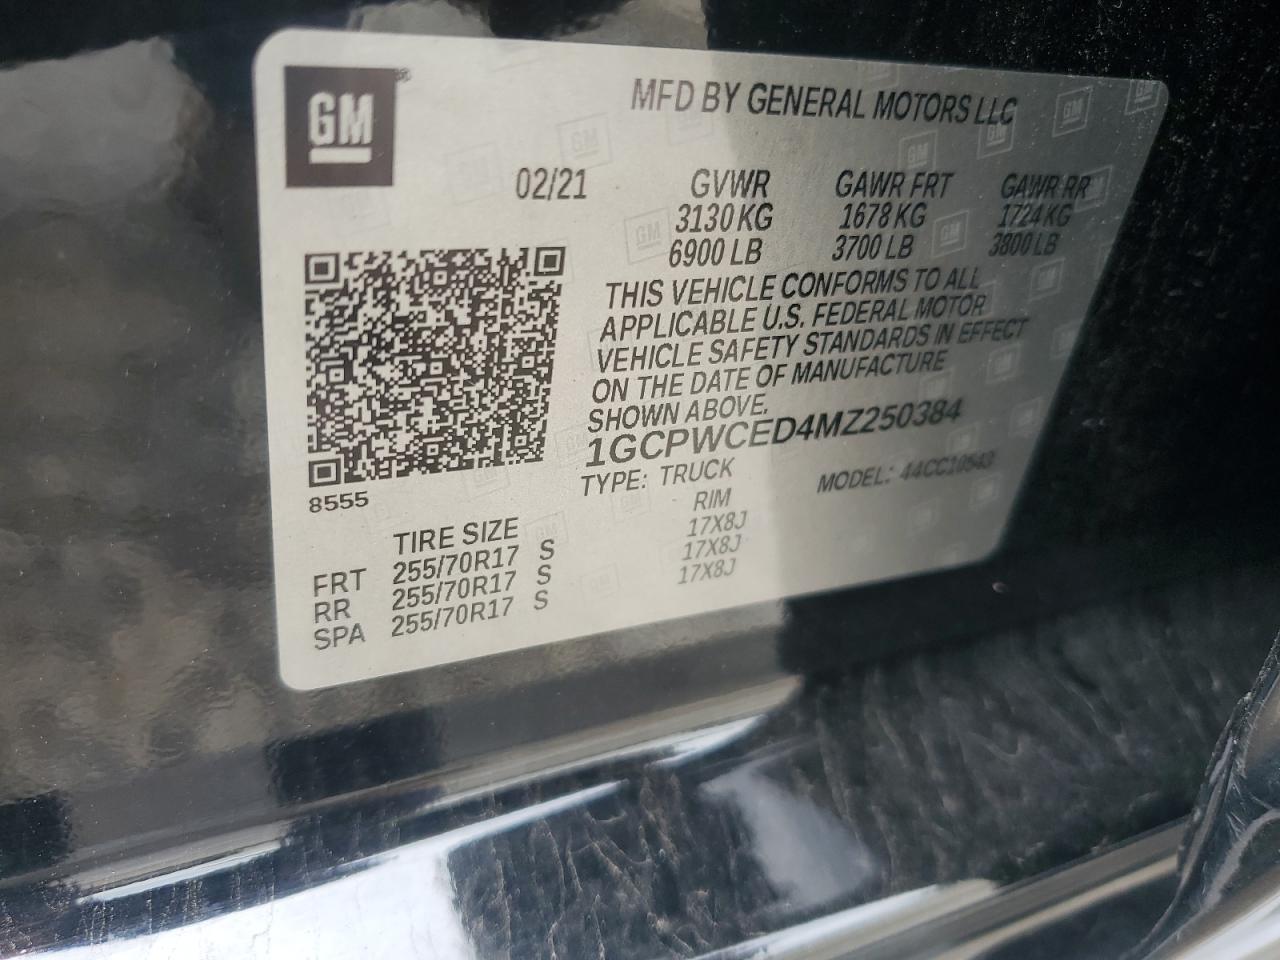 GM
MFD BY GENERAL MOTORS LLC
02/21 GVWR GAWR FRT GAWR RR
3130 KG 1678 KG 1724 KG
6900 LB 3700 LB 3800 LB
THIS VEHICLE CONFORMS TO ALL
APPLICABLE U.S. FEDERAL MOTOR
VEHICLE SAFETY STANDARDS IN EFFECT
ON THE DATE OF MANUFACTURE
SHOWN ABOVE.
1GCPWCED4MZ250384
TYPE: TRUCK MODEL: 44CC10543
8555
TIRE SIZE RIM
FRT 255/70R17 S 17X8J
RR 255/70R17 S 17X8J
SPA 255/70R17 S 17X8J